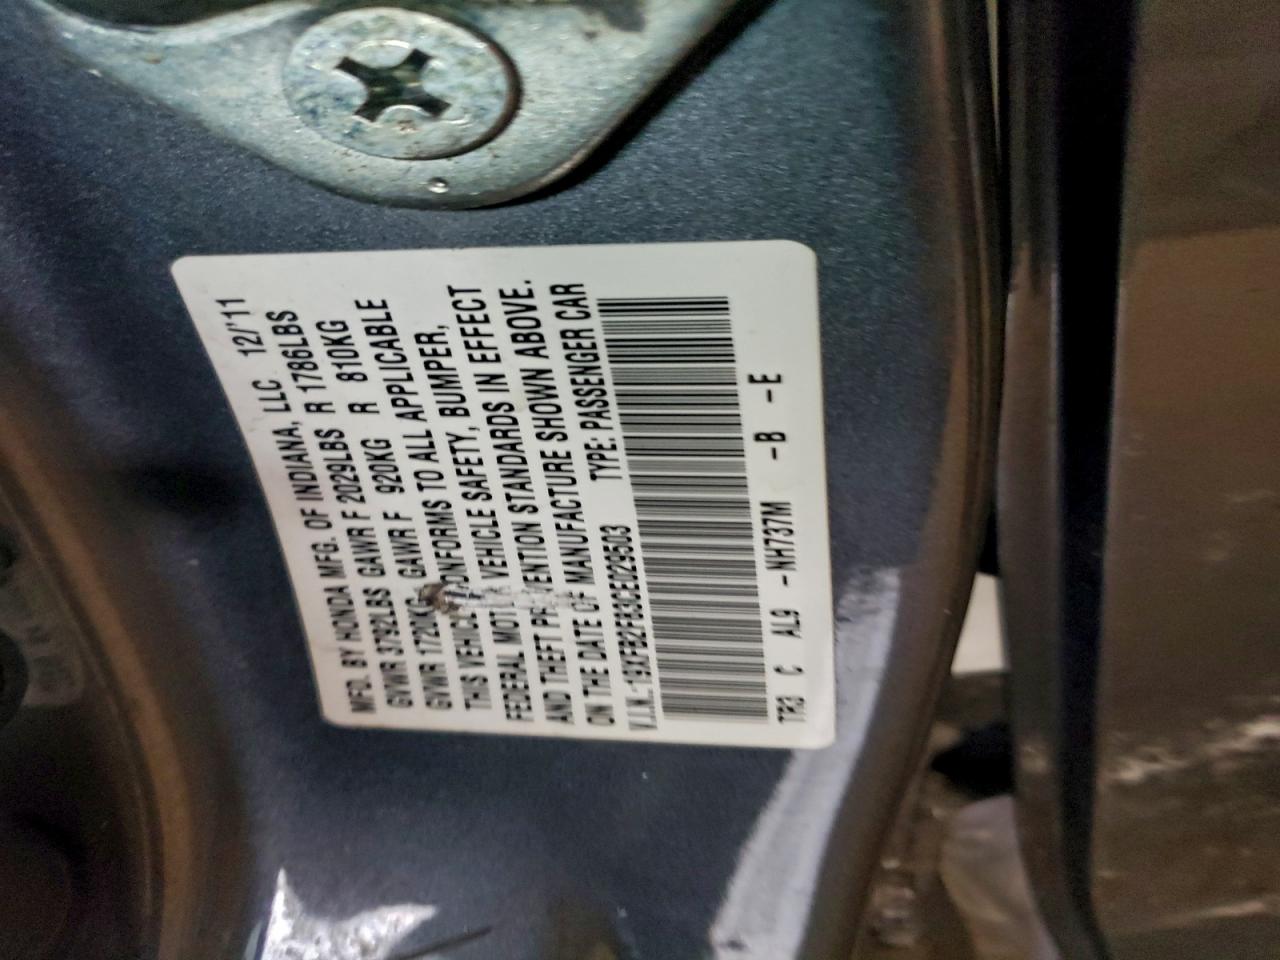 MFD. BY HONDA MFG. OF INDIANA, LLC 12/'11
GVWR 3792LBS GAWR F 2029LBS R 1786LBS
GVWR 1720KG GAWR F 920KG R 810KG
THIS VEHICLE CONFORMS TO ALL APPLICABLE
FEDERAL MOTOR VEHICLE SAFETY, BUMPER,
AND THEFT PREVENTION STANDARDS IN EFFECT
ON THE DATE OF MANUFACTURE SHOWN ABOVE.
V.I.N.-19XFB2F83CE029503 TYPE: PASSENGER CAR
TR3 C AL9 -NH737M -B -E